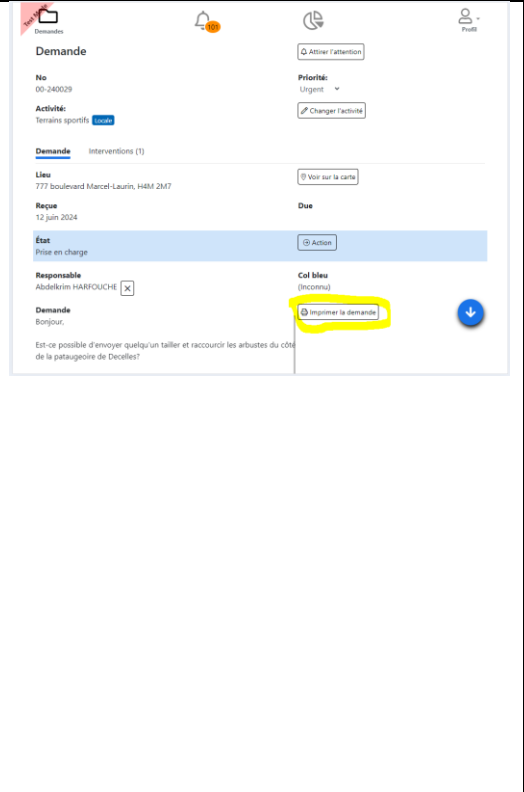 Test Mode
Demandes
101
Profil
Demande
Attirer l'attention
No
00-240029
Priorité:
Urgent
Activité:
Terrains sportifs Locale
Changer l'activité
Demande Interventions (1)
Lieu
777 boulevard Marcel-Laurin, H4M 2M7
Voir sur la carte
Reçue
12 juin 2024
Due
État
Prise en charge
Action
Responsable
Abdelkrim HARFOUCHE
Col bleu
(Inconnu)
Demande
Bonjour,
Imprimer la demande
Est-ce possible d'envoyer quelqu'un tailler et raccourcir les arbustes du côté
de la pataugeoire de Decelles?